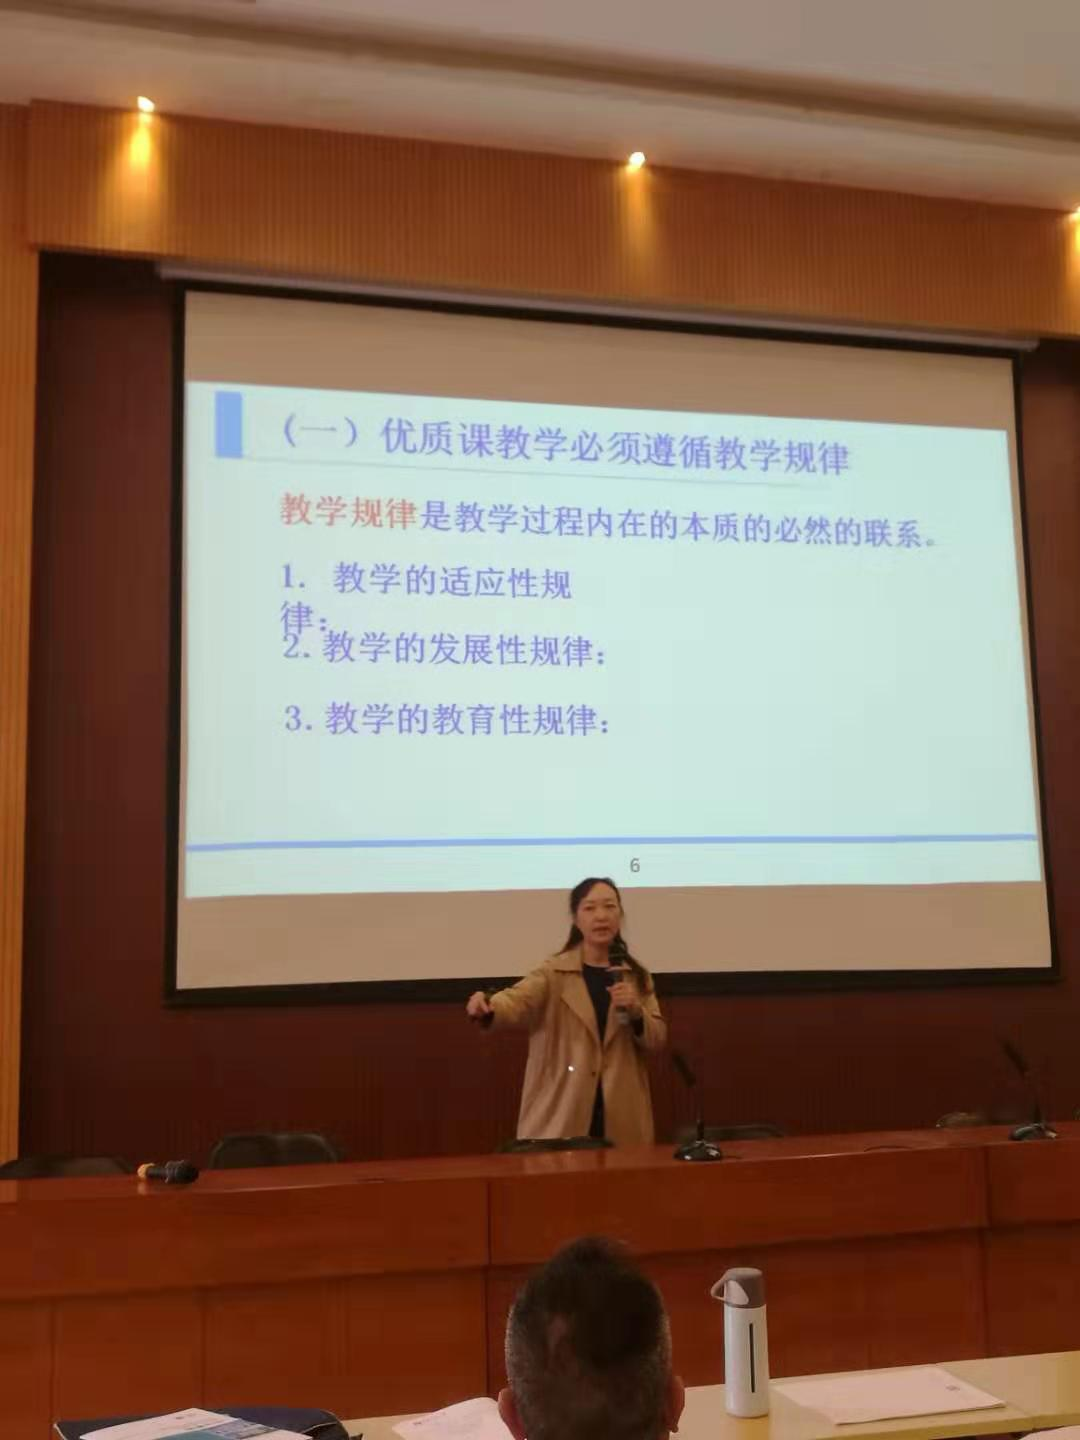 （一）优质课教学必须遵循教学规律
教学规律是教学过程内在的本质的必然的联系。
1. 教学的适应性规
律：
2. 教学的发展性规律：
3. 教学的教育性规律：
6